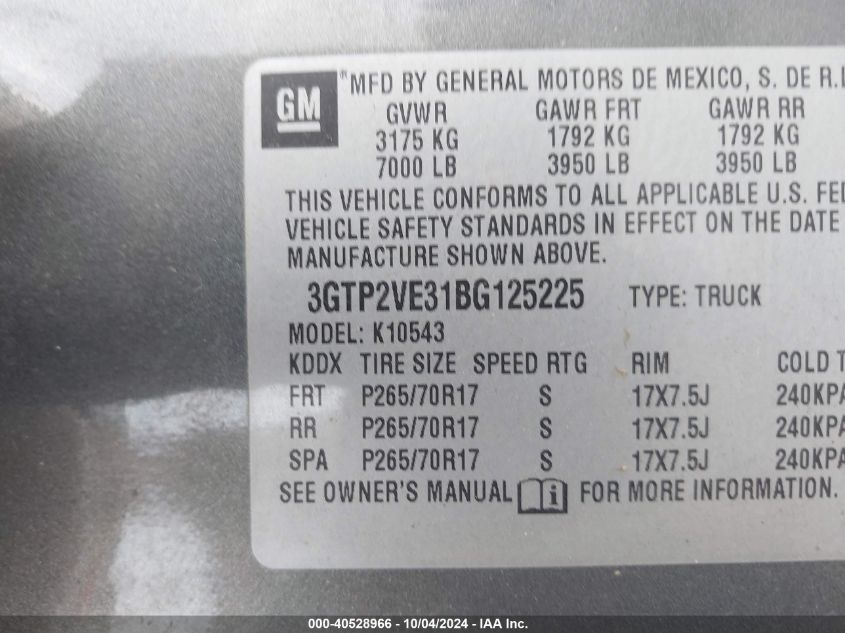 GM
*MFD BY GENERAL MOTORS DE MEXICO, S. DE R.L
GVWR GAWR FRT GAWR RR
3175 KG 1792 KG 1792 KG
7000 LB 3950 LB 3950 LB
THIS VEHICLE CONFORMS TO ALL APPLICABLE U.S. FED
VEHICLE SAFETY STANDARDS IN EFFECT ON THE DATE
MANUFACTURE SHOWN ABOVE.
3GTP2VE31BG125225 TYPE: TRUCK
MODEL: K10543
KDDX TIRE SIZE SPEED RTG RIM COLD T
FRT P265/70R17 S 17X7.5J 240KPA
RR P265/70R17 S 17X7.5J 240KPA
SPA P265/70R17 S 17X7.5J 240KPA
SEE OWNER'S MANUAL i FOR MORE INFORMATION.
000-40528966 - 10/04/2024 - IAA Inc.